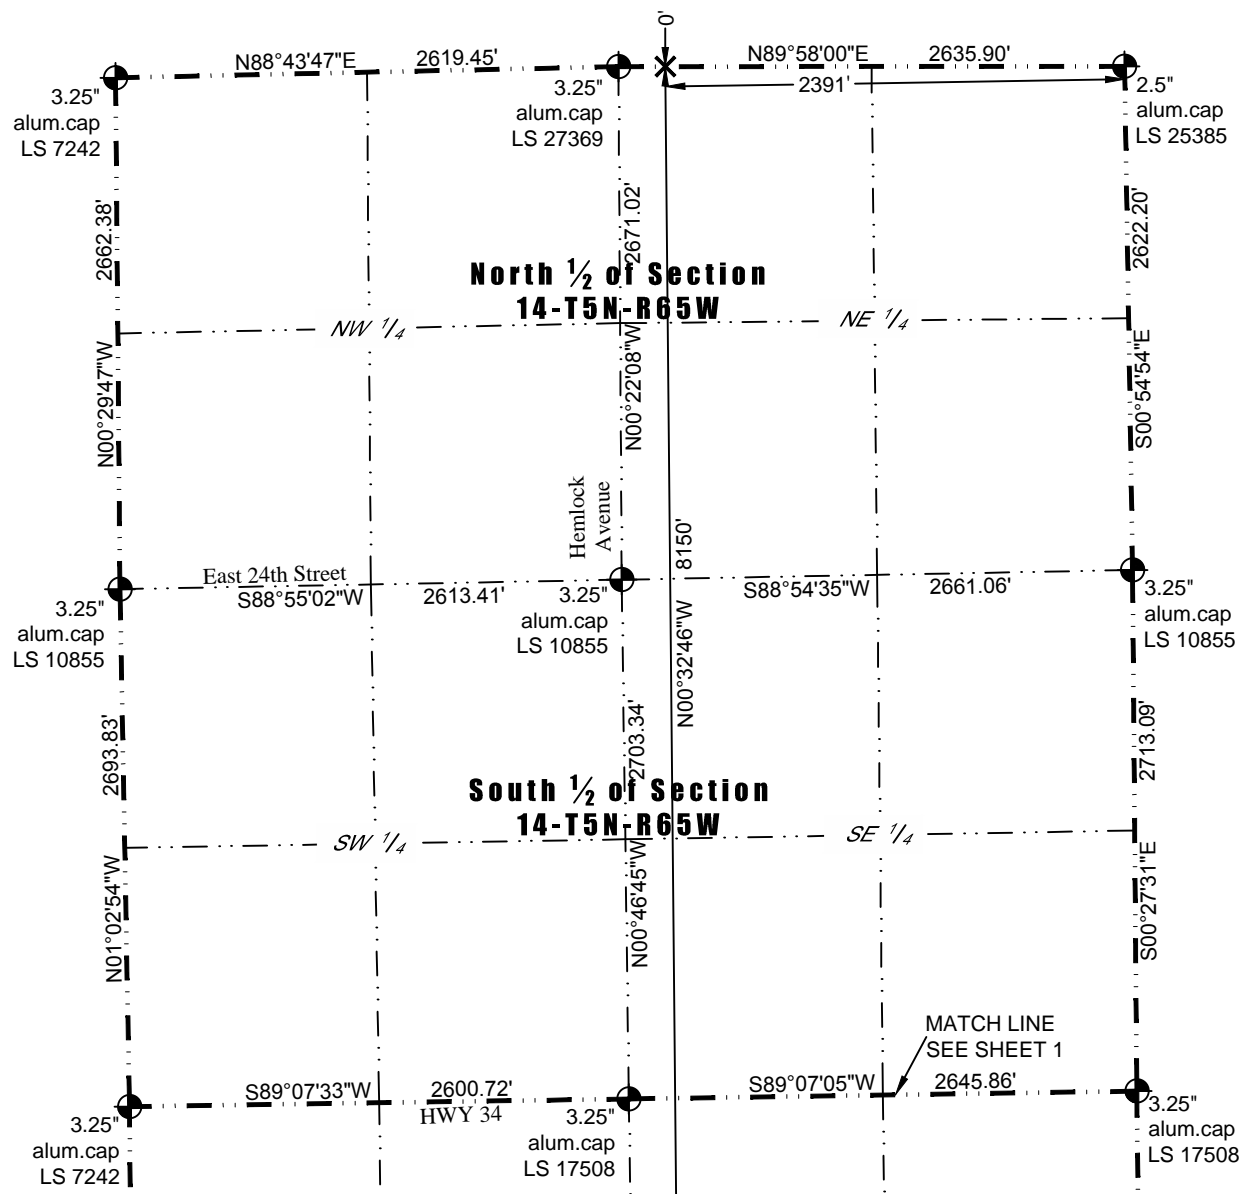 0'
N88°43'47"E
2619.45'
N89°58'00"E
2635.90'
2391'
3.25"
alum.cap
LS 7242
3.25"
alum.cap
LS 27369
2.5"
alum.cap
LS 25385
2662.38'
2671.02'
2622.20'
North ½ of Section
14-T5N-R65W
NW 1/4
NE 1/4
N00°29'47"W
N00°22'08"W
S00°54'54"E
Hemlock
Avenue
8150'
East 24th Street
S88°55'02"W
2613.41'
S88°54'35"W
2661.06'
3.25"
alum.cap
LS 10855
3.25"
alum.cap
LS 10855
3.25"
alum.cap
LS 10855
N00°32'46"W
2693.83'
2703.34'
2713.09'
South ½ of Section
14-T5N-R65W
SW 1/4
SE 1/4
N01°02'54"W
N00°46'45"W
S00°27'31"E
MATCH LINE
SEE SHEET 1
S89°07'33"W
2600.72'
S89°07'05"W
2645.86'
HWY 34
3.25"
alum.cap
LS 7242
3.25"
alum.cap
LS 17508
3.25"
alum.cap
LS 17508